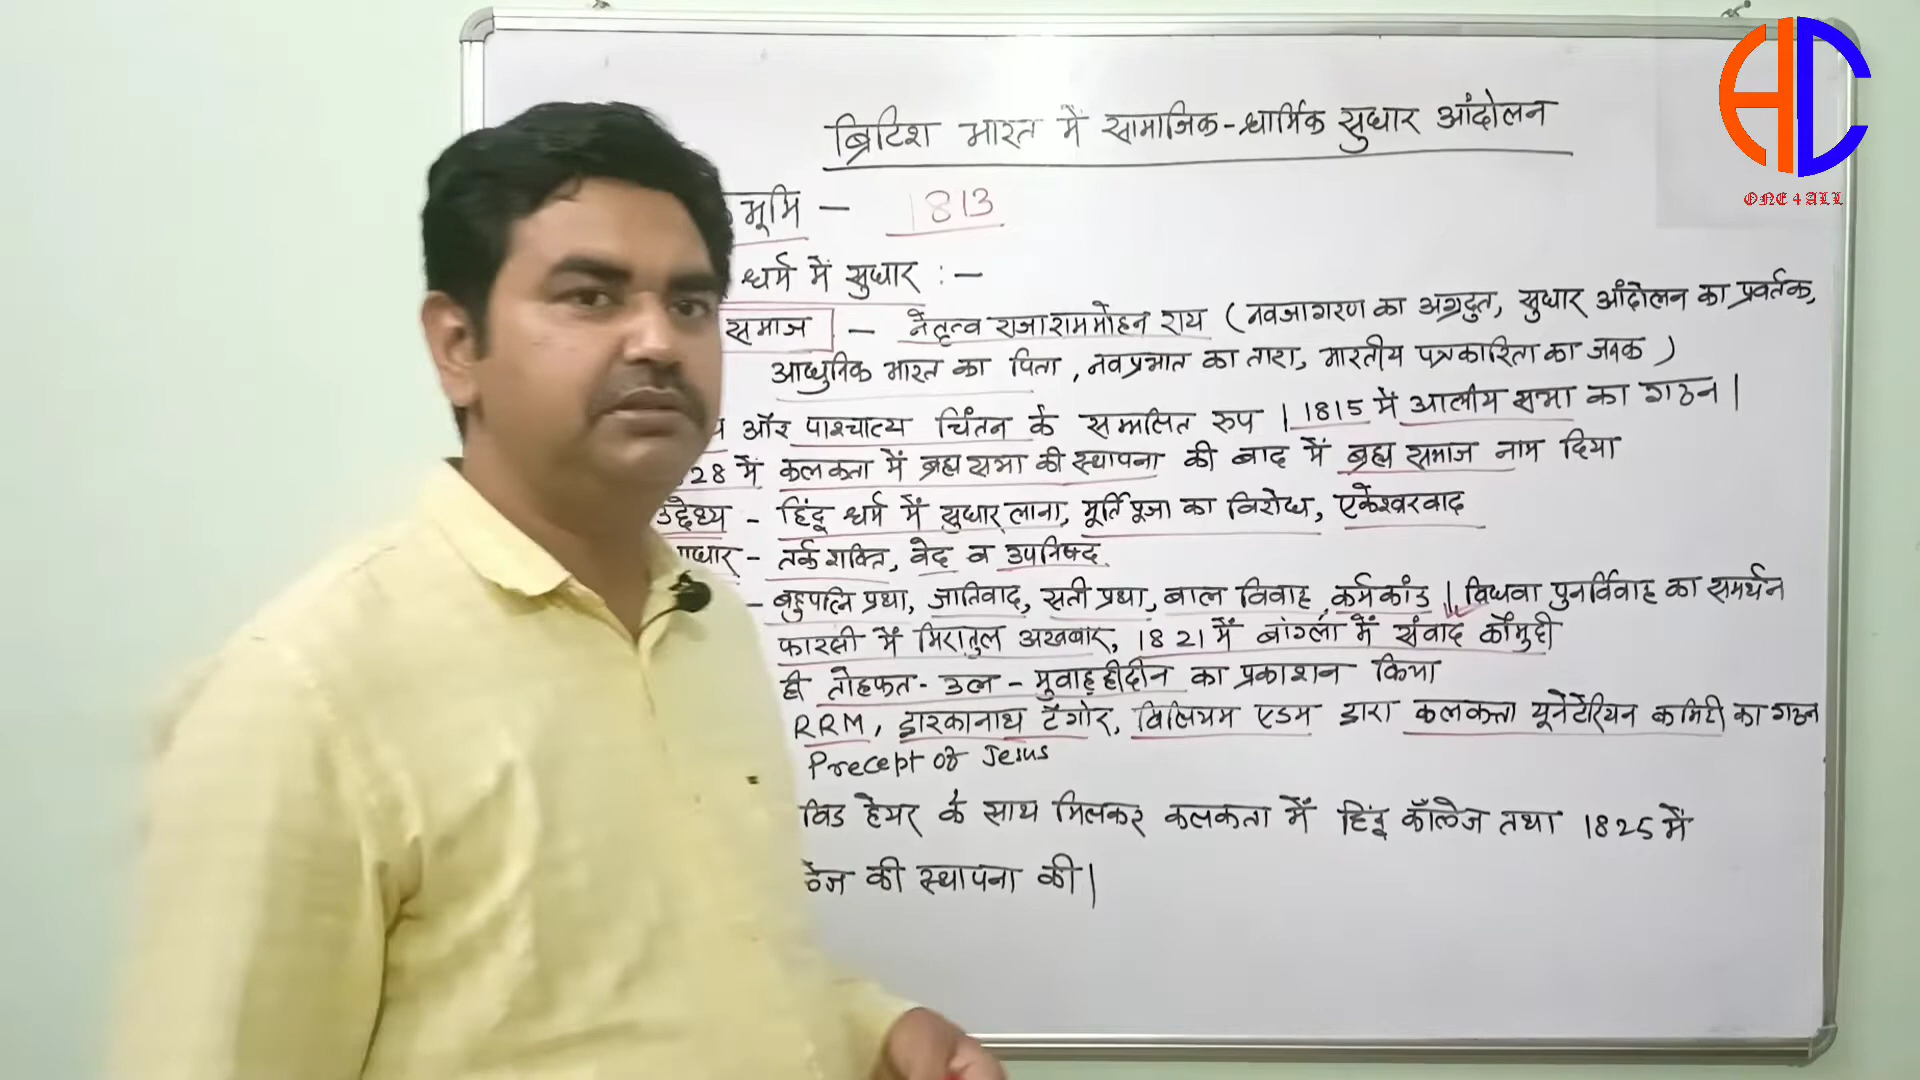 ब्रिटिश भारत में सामाजिक-धार्मिक सुधार आंदोलन
भूमि – 1813
धर्म में सुधार :–
समाज – नेतृत्व राजा राममोहन राय (नवजागरण का अग्रदुत, सुधार आंदोलन का प्रवर्तक,
आधुनिक भारत का पिता, नवप्रभात का तारा, भारतीय पत्रकारिता का जनक)
और पाश्चात्य चिंतन के सम्मलित रुप | 1815 में आत्मीय सभा का गठन |
28 में कलकत्ता में ब्रह्म सभा की स्थापना की बाद में ब्रह्म समाज नाम दिया
उद्देश्य – हिंदू धर्म में सुधार लाना, मूर्ति पूजा का विरोध, एकेश्वरवाद
धार – तर्क शक्ति, वेद व उपनिषद
– बहुपत्नि प्रथा, जातिवाद, सती प्रथा, बाल विवाह, कर्मकांड || विधवा पुनर्विवाह का समर्थन
फारसी में मिरातुल अखबार, 1821 में बांग्ला में संवाद कौमुदी
ही तोहफत-उल-मुवाहहीदीन का प्रकाशन किया
RRM, द्वारकानाथ टैगोर, विलियम एडम द्वारा कलकत्ता यूनेटेरियन कमिटी का गठन
Precept of Jesus
विड हेयर के साथ मिलकर कलकत्ता में हिंदू कॉलेज तथा 1825 में
लेज की स्थापना की |
ONE 4 ALL